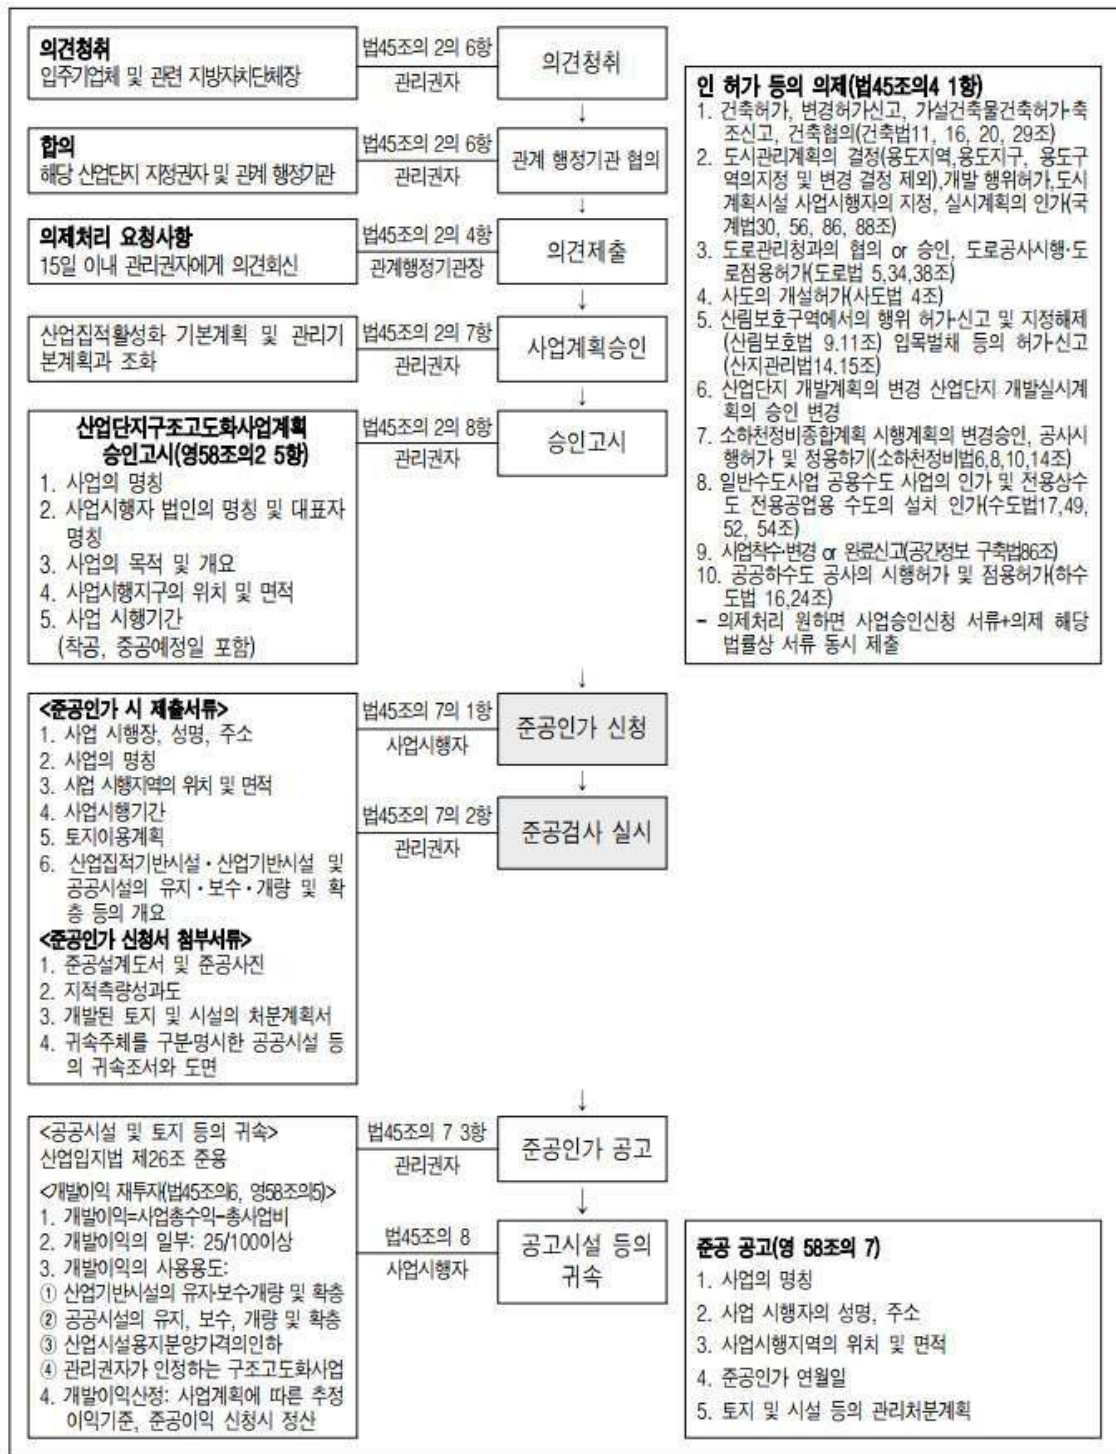 의견청취
입주기업체 및 관련 지방자치단체장
법45조의 2의 6항
관리권자
의견청취
↓
합의
해당 산업단지 지정권자 및 관계 행정기관
법45조의 2의 6항
관리권자
관계 행정기관 협의
↓
의제처리 요청사항
15일 이내 관리권자에게 의견회신
법45조의 2의 4항
관계행정기관장
의견제출
↓
산업집적활성화 기본계획 및 관리기
본계획과 조화
법45조의 2의 7항
관리권자
사업계획승인
↓
산업단지구조고도화사업계획
승인고시(영58조의2 5항)
1. 사업의 명칭
2. 사업시행자 법인의 명칭 및 대표자
명칭
3. 사업의 목적 및 개요
4. 사업시행지구의 위치 및 면적
5. 사업 시행기간
(착공, 중공예정일 포함)
법45조의 2의 8항
관리권자
승인고시
인 허가 등의 의제(법45조의4 1항)
1. 건축허가, 변경허가신고, 가설건축물건축허가·축
조신고, 건축협의(건축법11, 16, 20, 29조)
2. 도시관리계획의 결정(용도지역,용도지구, 용도구
역의지정 및 변경 결정 제외),개발 행위허가,도시
계획시설 사업시행자의 지정, 실시계획의 인가(국
계법30, 56, 86, 88조)
3. 도로관리청과의 협의 or 승인, 도로공사시행·도
로점용허가(도로법 5,34,38조)
4. 사도의 개설허가(사도법 4조)
5. 산림보호구역에서의 행위 허가·신고 및 지정해제
(산림보호법 9.11조) 입목벌채 등의 허가·신고
(산지관리법14.15조)
6. 산업단지 개발계획의 변경 산업단지 개발실시계
획의 승인 변경
7. 소하천정비종합계획 시행계획의 변경승인, 공사시
행허가 및 정용하기(소하천정비법6,8,10,14조)
8. 일반수도사업 공용수도 사업의 인가 및 전용상수
도 전용공업용 수도의 설치 인가(수도법17,49,
52, 54조)
9. 사업착수·변경 or 완료신고(공간정보 구축법86조)
10. 공공하수도 공사의 시행허가 및 점용허가(하수
도법 16,24조)
- 의제처리 원하면 사업승인신청 서류+의제 해당
법률상 서류 동시 제출
↓
<준공인가 시 제출서류>
1. 사업 시행장, 성명, 주소
2. 사업의 명칭
3. 사업 시행지역의 위치 및 면적
4. 사업시행기간
5. 토지이용계획
6. 산업집적기반시설・산업기반시설 및
공공시설의 유지・보수・개량 및 확
충 등의 개요
<준공인가 신청서 첨부서류>
1. 준공설계도서 및 준공사진
2. 지적측량성과도
3. 개발된 토지 및 시설의 처분계획서
4. 귀속주체를 구분·명시한 공공시설 등
의 귀속조서와 도면
법45조의 7의 1항
사업시행자
준공인가 신청
↓
법45조의 7의 2항
관리권자
준공검사 실시
↓
<공공시설 및 토지 등의 귀속>
산업입지법 제26조 준용
<개발이익 재투자(법45조의6, 영58조의5)>
1. 개발이익=사업총수익-총사업비
2. 개발이익의 일부: 25/100이상
3. 개발이익의 사용용도:
① 산업기반시설의 유지·보수·개량 및 확충
② 공공시설의 유지, 보수, 개량 및 확충
③ 산업시설용지분양가격의인하
④ 관리권자가 인정하는 구조고도화사업
4. 개발이익산정: 사업계획에 따른 추정
이익기준, 준공이익 신청시 정산
법45조의 7 3항
관리권자
준공인가 공고
↓
법45조의 8
사업시행자
공고시설 등의
귀속
준공 공고(영 58조의 7)
1. 사업의 명칭
2. 사업 시행자의 성명, 주소
3. 사업시행지역의 위치 및 면적
4. 준공인가 연월일
5. 토지 및 시설 등의 관리처분계획